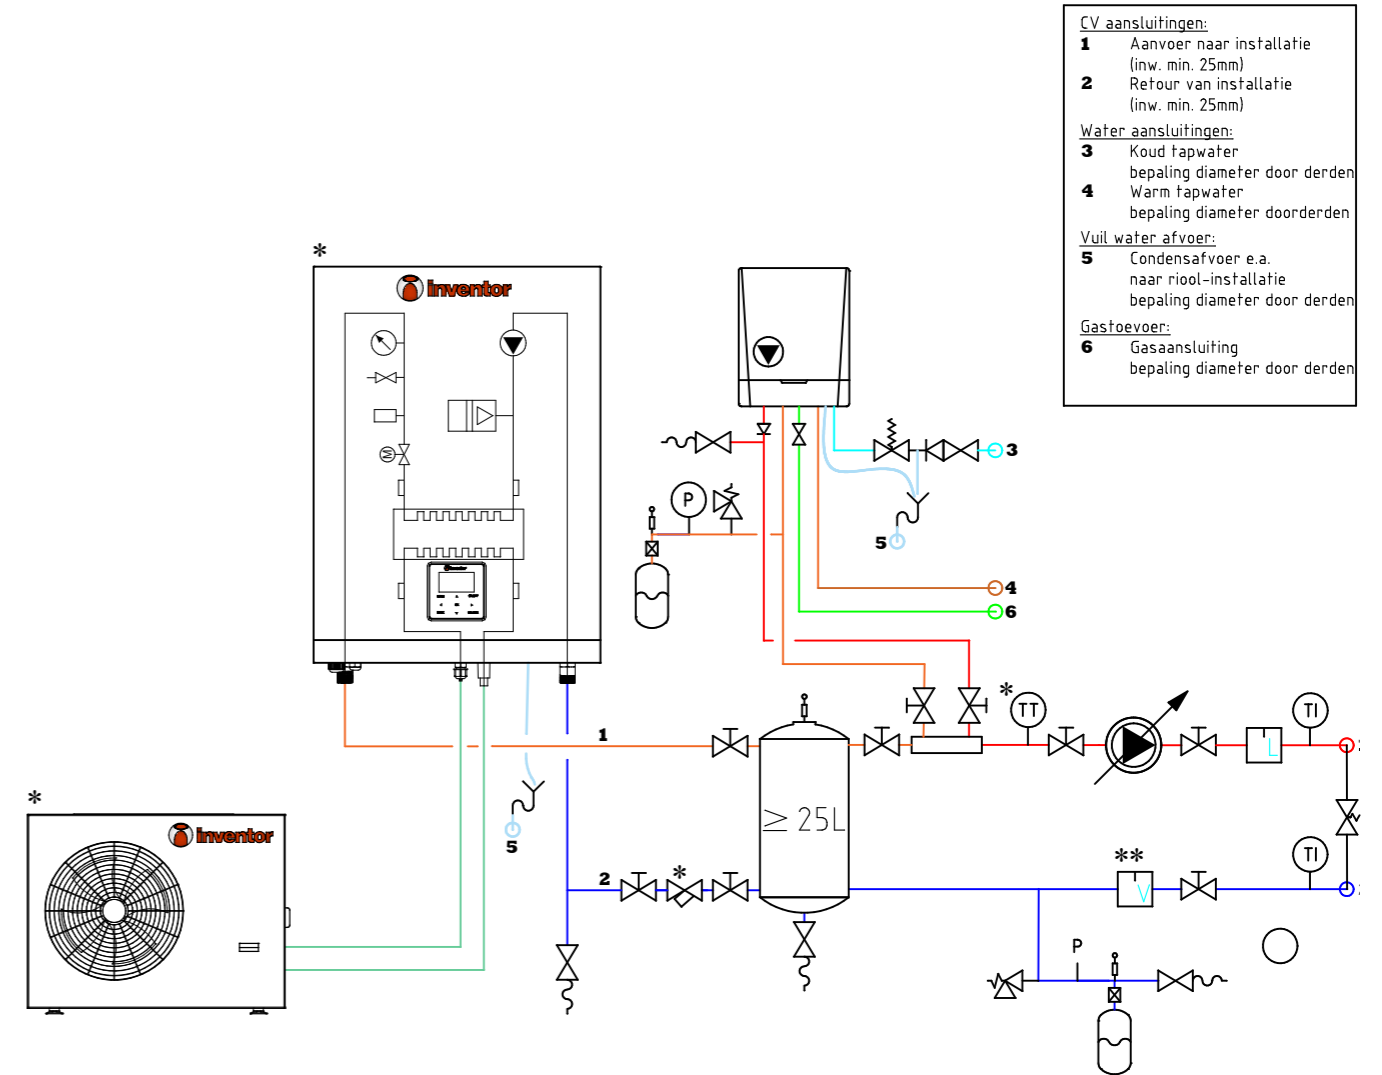 CV aansluitingen:
1 Aanvoer naar installatie
(inw. min. 25mm)
2 Retour van installatie
(inw. min. 25mm)
Water aansluitingen:
3 Koud tapwater
bepaling diameter door derden
4 Warm tapwater
bepaling diameter doorderden
Vuil water afvoer:
5 Condensafvoer e.a.
naar riool-installatie
bepaling diameter door derden
Gastoevoer:
6 Gasaansluiting
bepaling diameter door derden
*
inventor
M
3
P
5
4
6
*
TT
TI
1
L
*
inventor
≥ 25L
5
**
TI
2
*
V
P